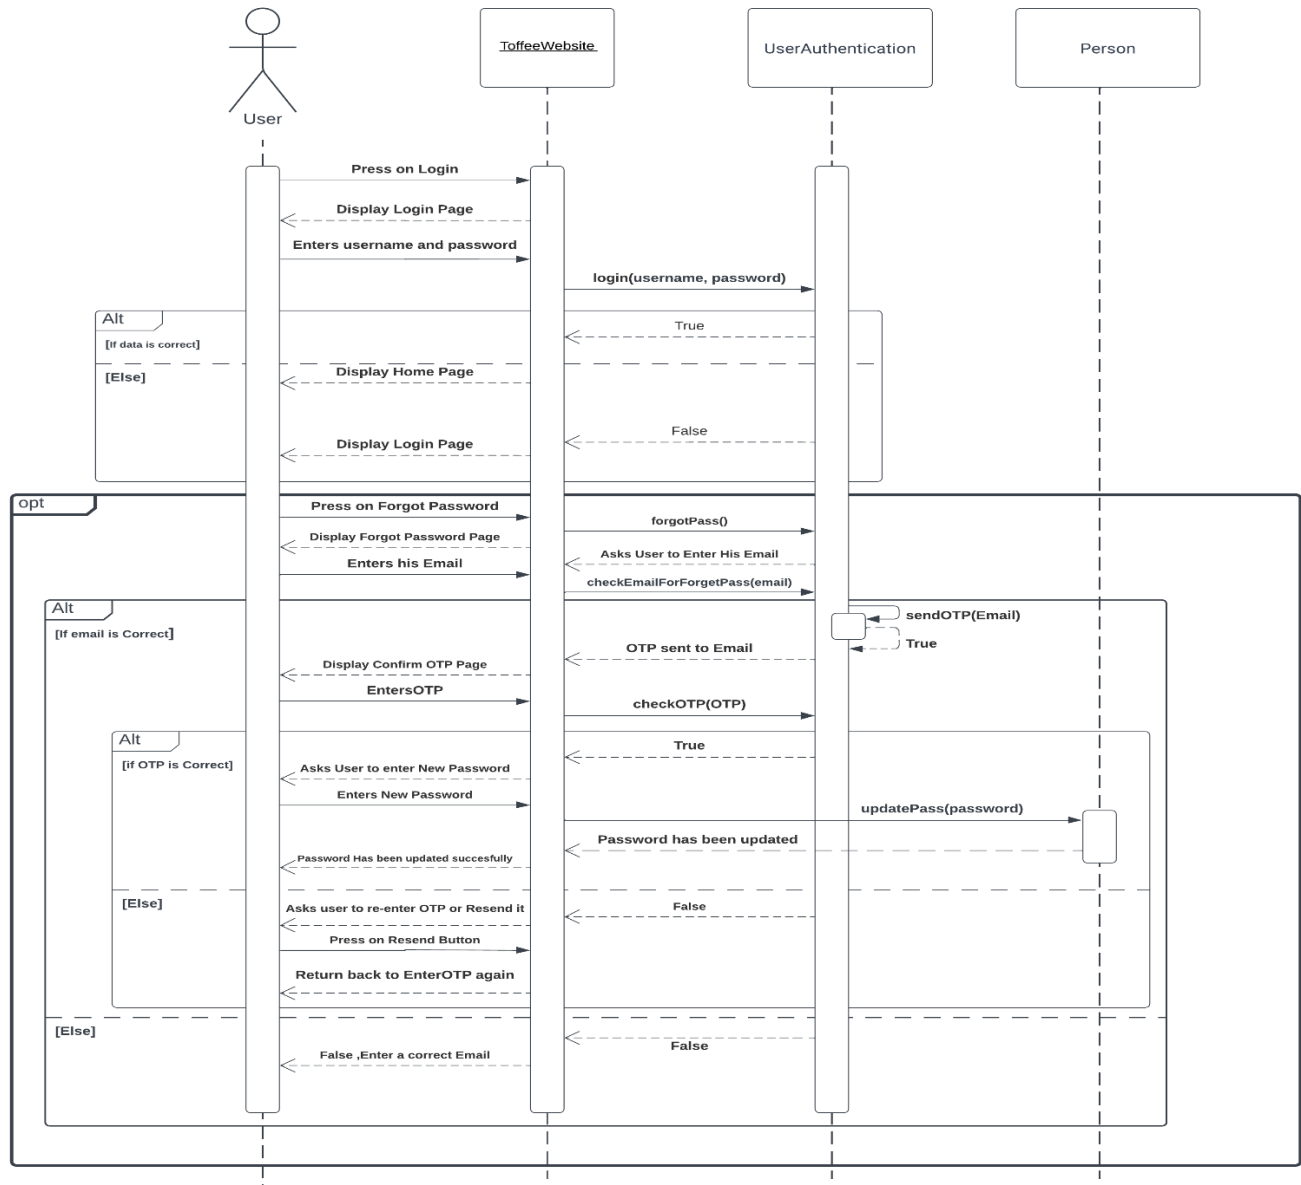 ToffeeWebsite
UserAuthentication
Person
User
Press on Login
Display Login Page
Enters username and password
login(username, password)
Alt
True
[If data is correct]
Display Home Page
[Else]
False
Display Login Page
opt
Press on Forgot Password
forgotPass()
Display Forgot Password Page
Asks User to Enter His Email
Enters his Email
checkEmailForForgetPass(email)
Alt
sendOTP(Email)
[If email is Correct]
True
OTP sent to Email
Display Confirm OTP Page
EntersOTP
checkOTP(OTP)
Alt
True
[if OTP is Correct]
Asks User to enter New Password
Enters New Password
updatePass(password)
Password has been updated
Password Has been updated succesfully
[Else]
Asks user to re-enter OTP or Resend it
False
Press on Resend Button
Return back to EnterOTP again
[Else]
False
False ,Enter a correct Email